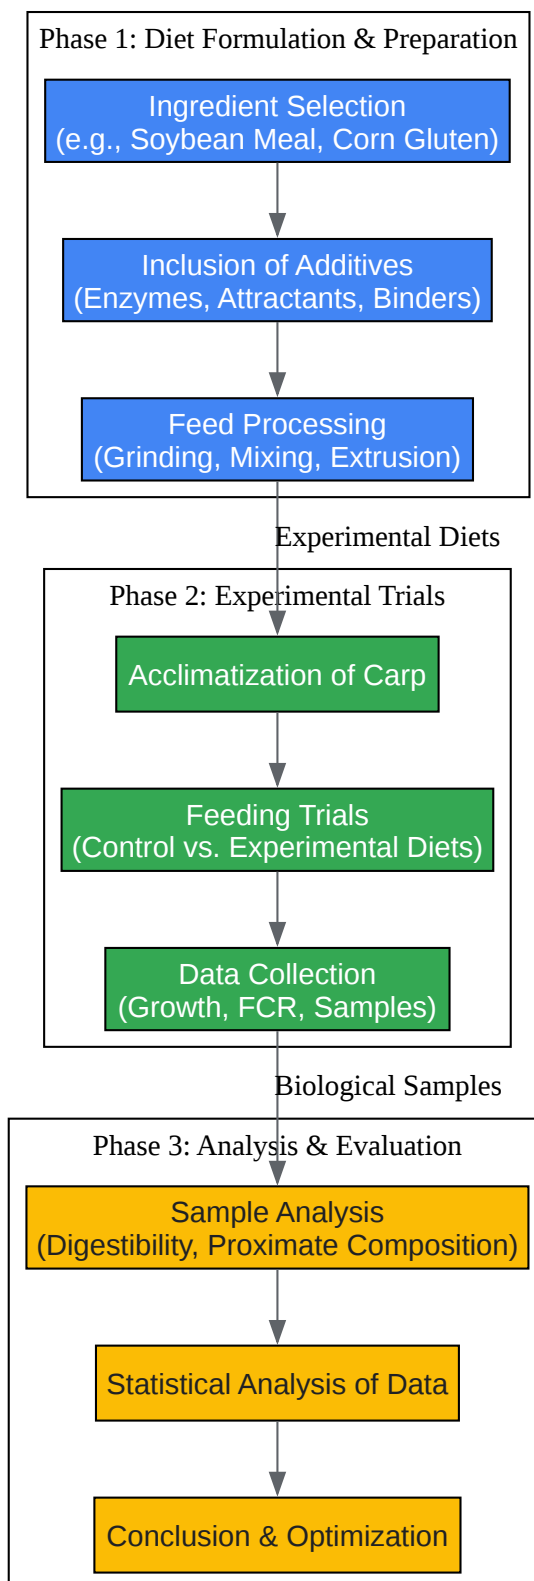 Phase 1: Diet Formulation & Preparation
Ingredient Selection
(e.g., Soybean Meal, Corn Gluten)
Inclusion of Additives
(Enzymes, Attractants, Binders)
Feed Processing
(Grinding, Mixing, Extrusion)
Experimental Diets
Phase 2: Experimental Trials
Acclimatization of Carp
Feeding Trials
(Control vs. Experimental Diets)
Data Collection
(Growth, FCR, Samples)
Biological Samples
Phase 3: Analysis & Evaluation
Sample Analysis
(Digestibility, Proximate Composition)
Statistical Analysis of Data
Conclusion & Optimization